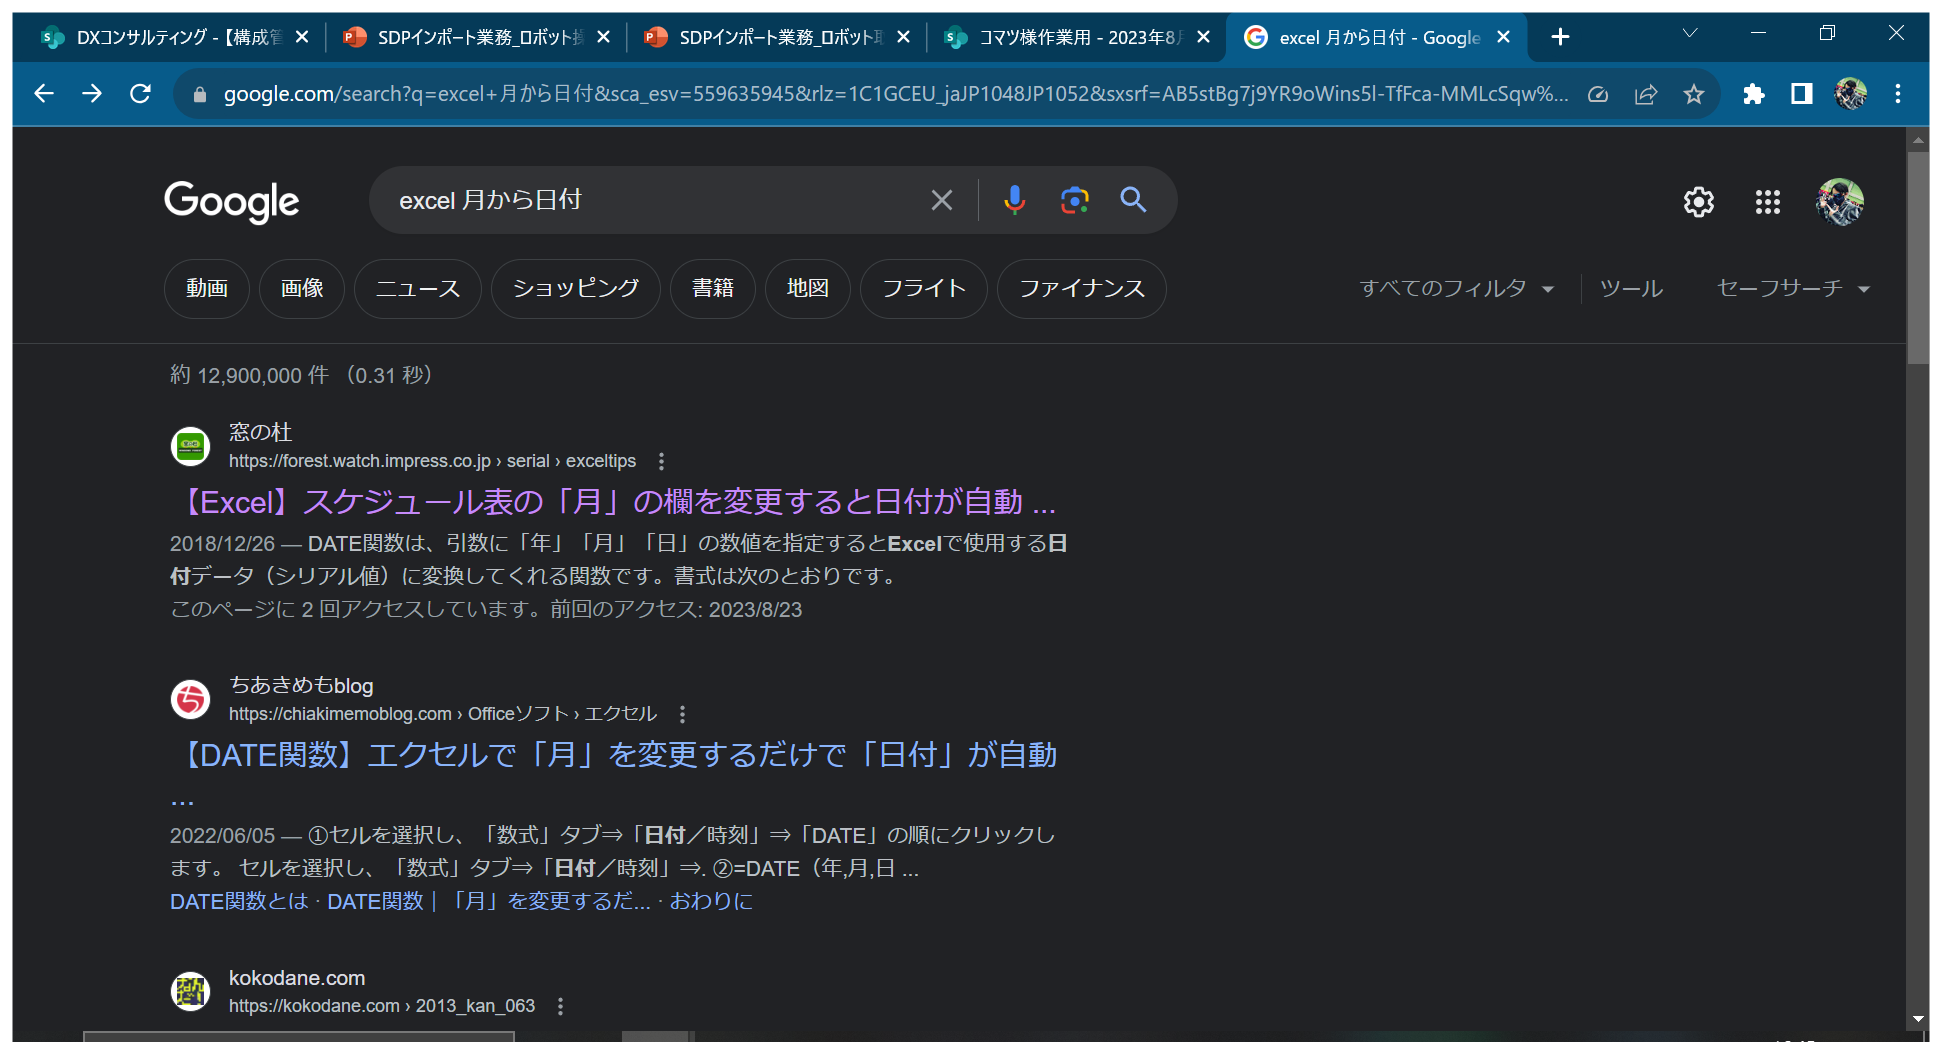 DXコンサルティング - 【構成管
SDPインポート業務_ロボット操
SDPインポート業務_ロボット取
コマツ様作業用 - 2023年8月
excel 月から日付 - Google
google.com/search?q=excel+月から日付&sca_esv=559635945&rlz=1C1GCEU_jaJP1048JP1052&sxsrf=AB5stBg7j9YR9oWins5I-TfFca-MMLcSqw%...
Google
excel 月から日付
動画
画像
ニュース
ショッピング
書籍
地図
フライト
ファイナンス
すべてのフィルタ
ツール
セーフサーチ
約 12,900,000 件 （0.31 秒）
窓の杜
https://forest.watch.impress.co.jp › serial › exceltips
【Excel】スケジュール表の「月」の欄を変更すると日付が自動 ...
2018/12/26 — DATE関数は、引数に「年」「月」「日」の数値を指定するとExcelで使用する日
付データ（シリアル値）に変換してくれる関数です。書式は次のとおりです。
このページに 2 回アクセスしています。前回のアクセス: 2023/8/23
ちあきめもblog
https://chiakimemoblog.com › Officeソフト › エクセル
【DATE関数】エクセルで「月」を変更するだけで「日付」が自動
...
2022/06/05 — ①セルを選択し、「数式」タブ⇒「日付／時刻」⇒「DATE」の順にクリックし
ます。 セルを選択し、「数式」タブ⇒「日付／時刻」⇒. ②=DATE（年,月,日 ...
DATE関数とは · DATE関数｜「月」を変更するだ... · おわりに
kokodane.com
https://kokodane.com › 2013_kan_063